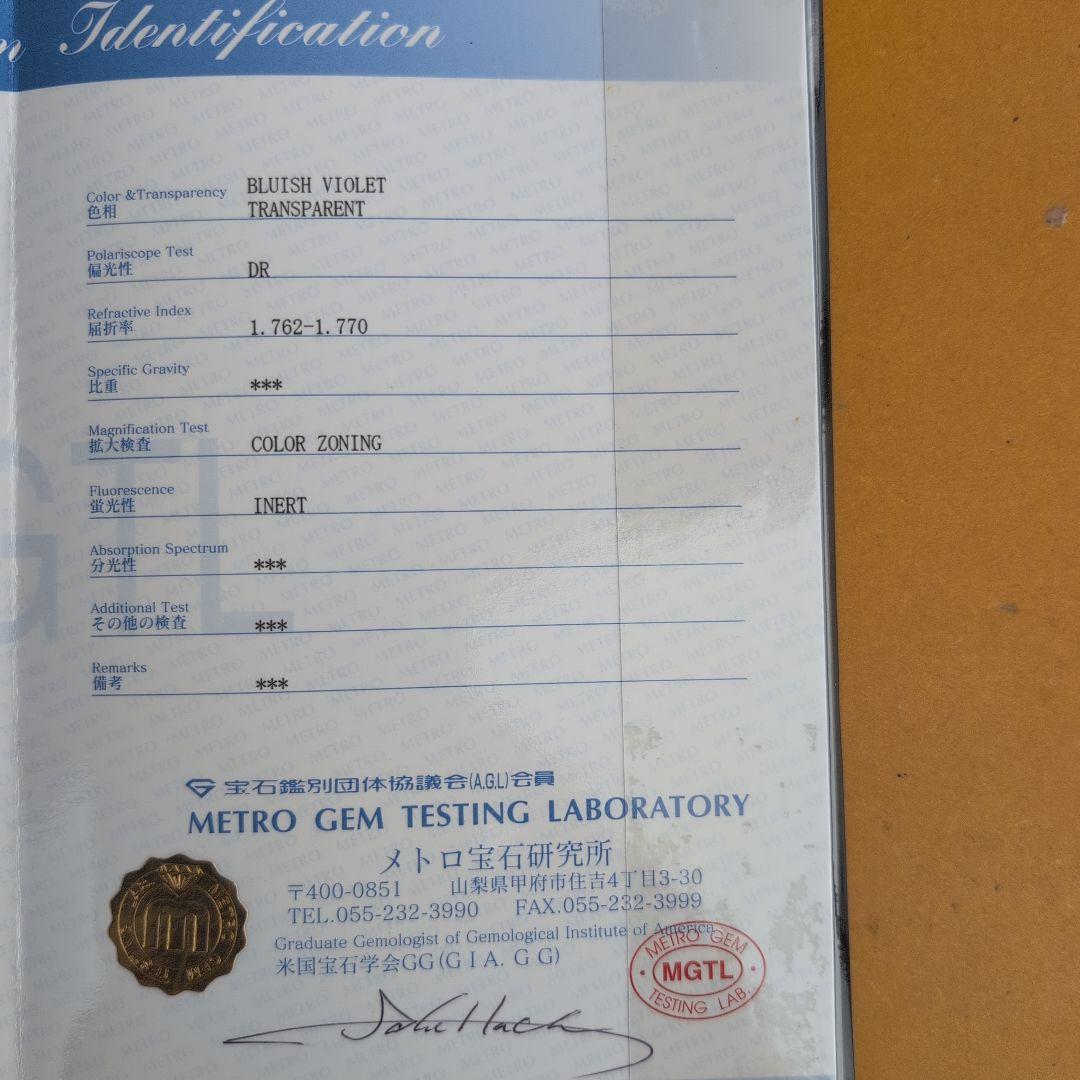 m Identification
Color &Transparency
色相
BLUISH VIOLET
TRANSPARENT
Polariscope Test
偏光性
DR
Refractive Index
屈折率
1.762-1.770
Specific Gravity
比重
***
Magnification Test
拡大検査
COLOR ZONING
Fluorescence
蛍光性
INERT
Absorption Spectrum
分光性
***
Additional Test
その他の検査
***
Remarks
備考
***
GTL
宝石鑑別団体協議会(A.G.L)会員
METRO GEM TESTING LABORATORY
メトロ宝石研究所
〒400-0851 山梨県甲府市住吉4丁目3-30
TEL.055-232-3990 FAX.055-232-3999
Graduate Gemologist of Gemological Institute of America
米国宝石学会GG(GIA. GG)
METRO GEM
MGTL
TESTING LAB.